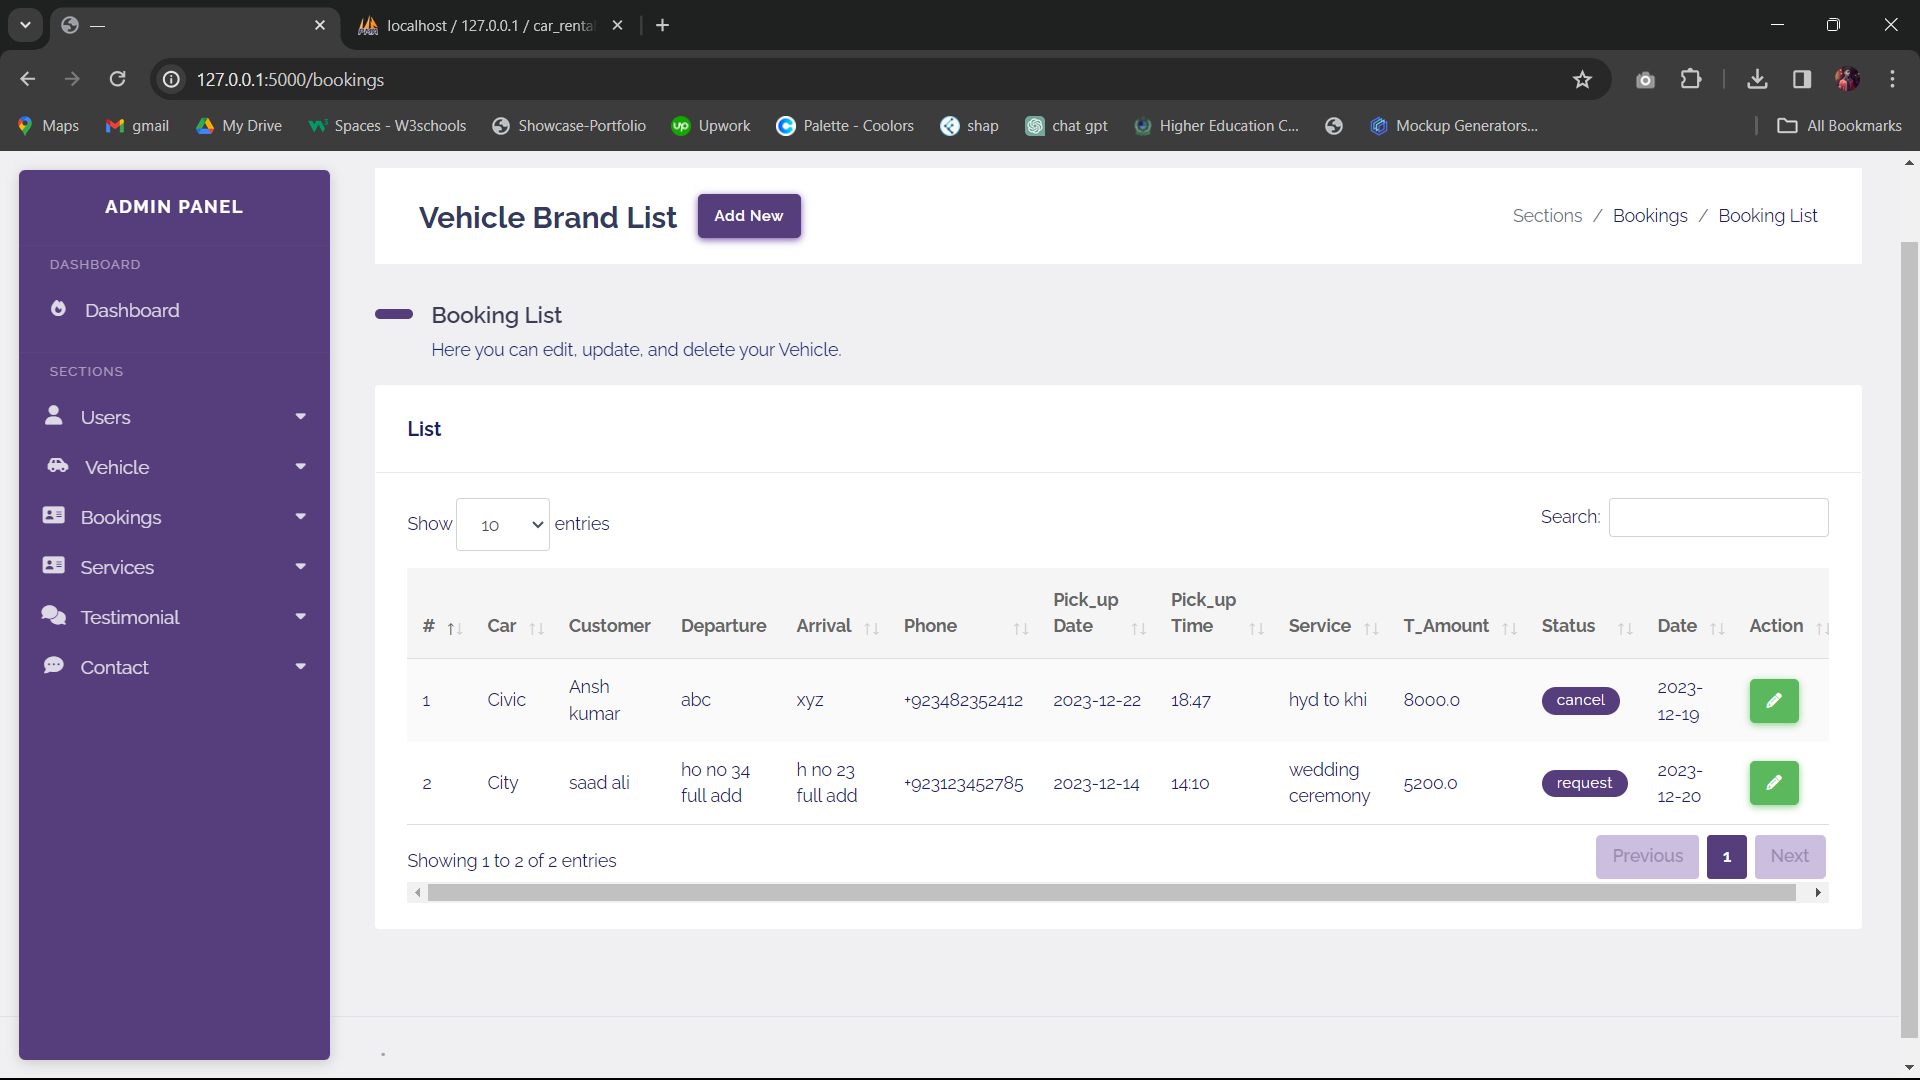 localhost / 127.0.0.1 / car_renta
127.0.0.1:5000/bookings
Maps gmail My Drive Spaces - W3schools Showcase-Portfolio Upwork Palette - Coolors shap chat gpt Higher Education C... Mockup Generators... All Bookmarks
ADMIN PANEL
DASHBOARD
Dashboard
SECTIONS
Users
Vehicle
Bookings
Services
Testimonial
Contact
Vehicle Brand List Add New
Sections / Bookings / Booking List
Booking List
Here you can edit, update, and delete your Vehicle.
List
Show 10 entries
Search:
# Car Customer Departure Arrival Phone Pick_up Date Pick_up Time Service T_Amount Status Date Action
1 Civic Ansh kumar abc xyz +923482352412 2023-12-22 18:47 hyd to khi 8000.0 cancel 2023-12-19
2 City saad ali ho no 34 full add h no 23 full add +923123452785 2023-12-14 14:10 wedding ceremony 5200.0 request 2023-12-20
Showing 1 to 2 of 2 entries
Previous 1 Next